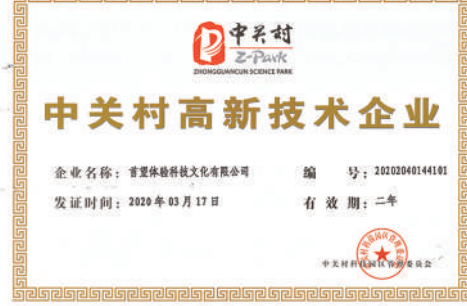 中关村
Z-Park
ZHONGGUANCUN SCIENCE PARK
中关村高新技术企业
企业名称：首望体验科技文化有限公司
编 号：20202040144101
发证时间：2020 年 03 月 17 日
有 效 期：二年
中关村科技园区管理委员会